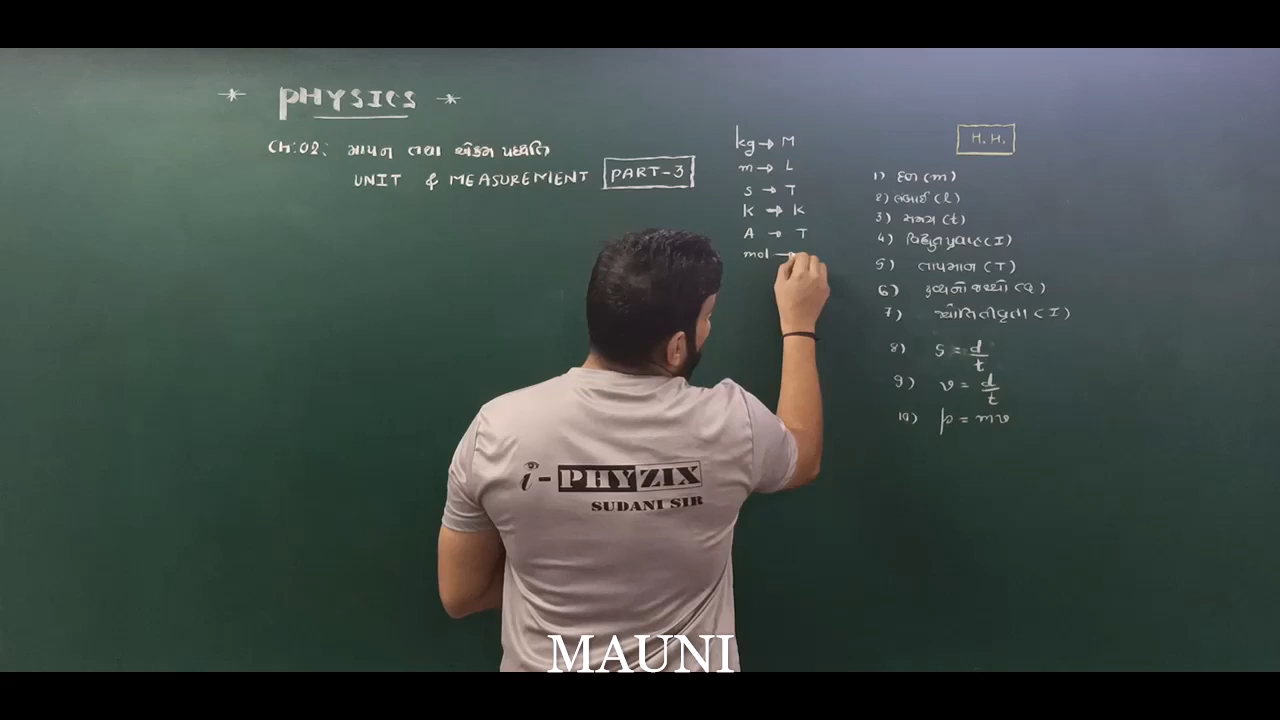 * PHYSICS *
CH:02: માપન તથા એકમ પધ્ધતિ
UNIT & MEASUREMENT PART-3
kg → M
m → L
s → T
K → K
A → T
mol →
H.H.
1) દળ (m)
2) લંબાઈ (l)
3) સમય (t)
4) વિદ્યુતપ્રવાહ (I)
5) તાપમાન (T)
6) દ્રવ્યનો જથ્થો (Q)
7) જ્યોતિતીવ્રતા (I)
8) S = d/t
9) v = d/t
10) p = mv
i-PHYZIX
SUDANI SIR
MAUNI